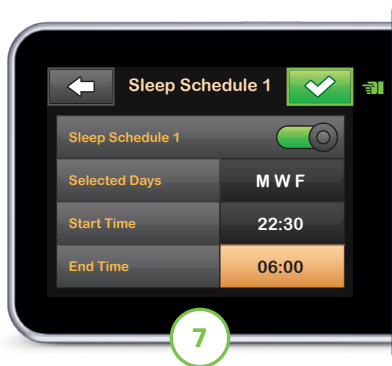 Sleep Schedule 1
Sleep Schedule 1
Selected Days M W F
Start Time 22:30
End Time 06:00
7